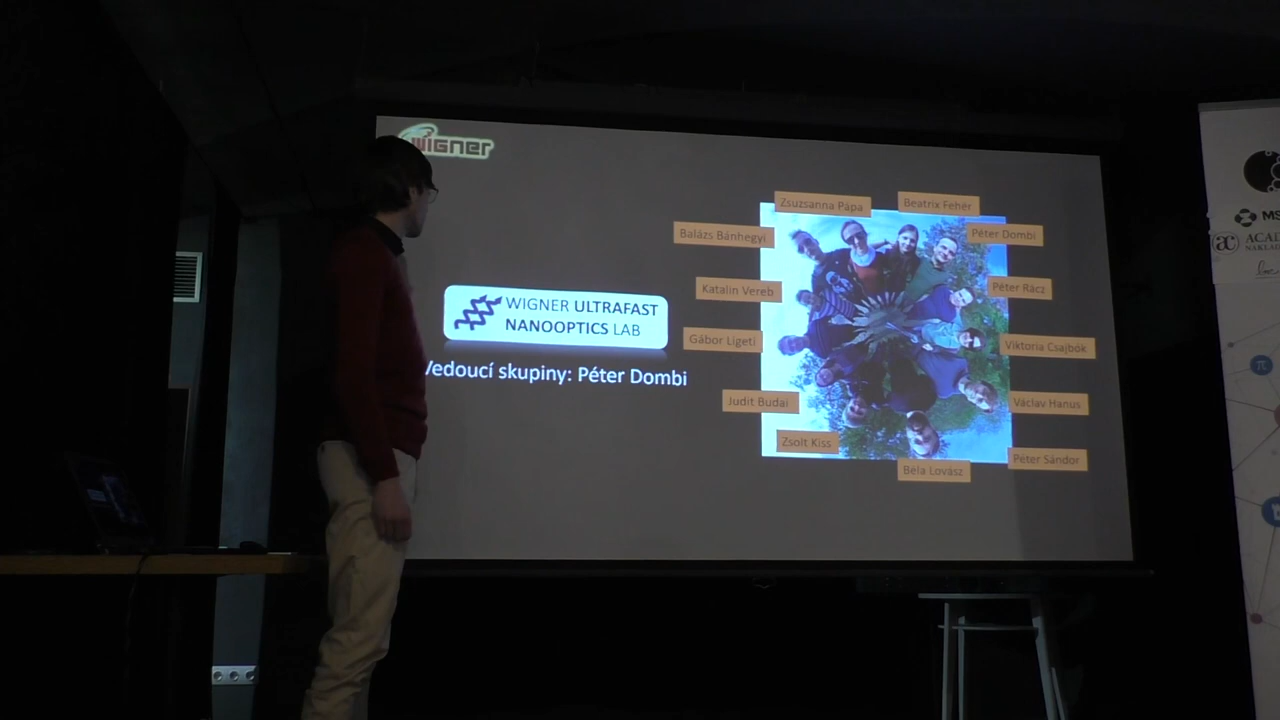 WIGNER
WIGNER ULTRAFAST
NANOOPTICS LAB
Vedoucí skupiny: Péter Dombi
Zsuzsanna Pápa
Beatrix Fehér
Balázs Bánhegyi
Péter Dombi
Katalin Vereb
Péter Rácz
Gábor Ligeti
Viktoria Csajbók
Judit Budai
Václav Hanus
Zsolt Kiss
Péter Sándor
Béla Lovász